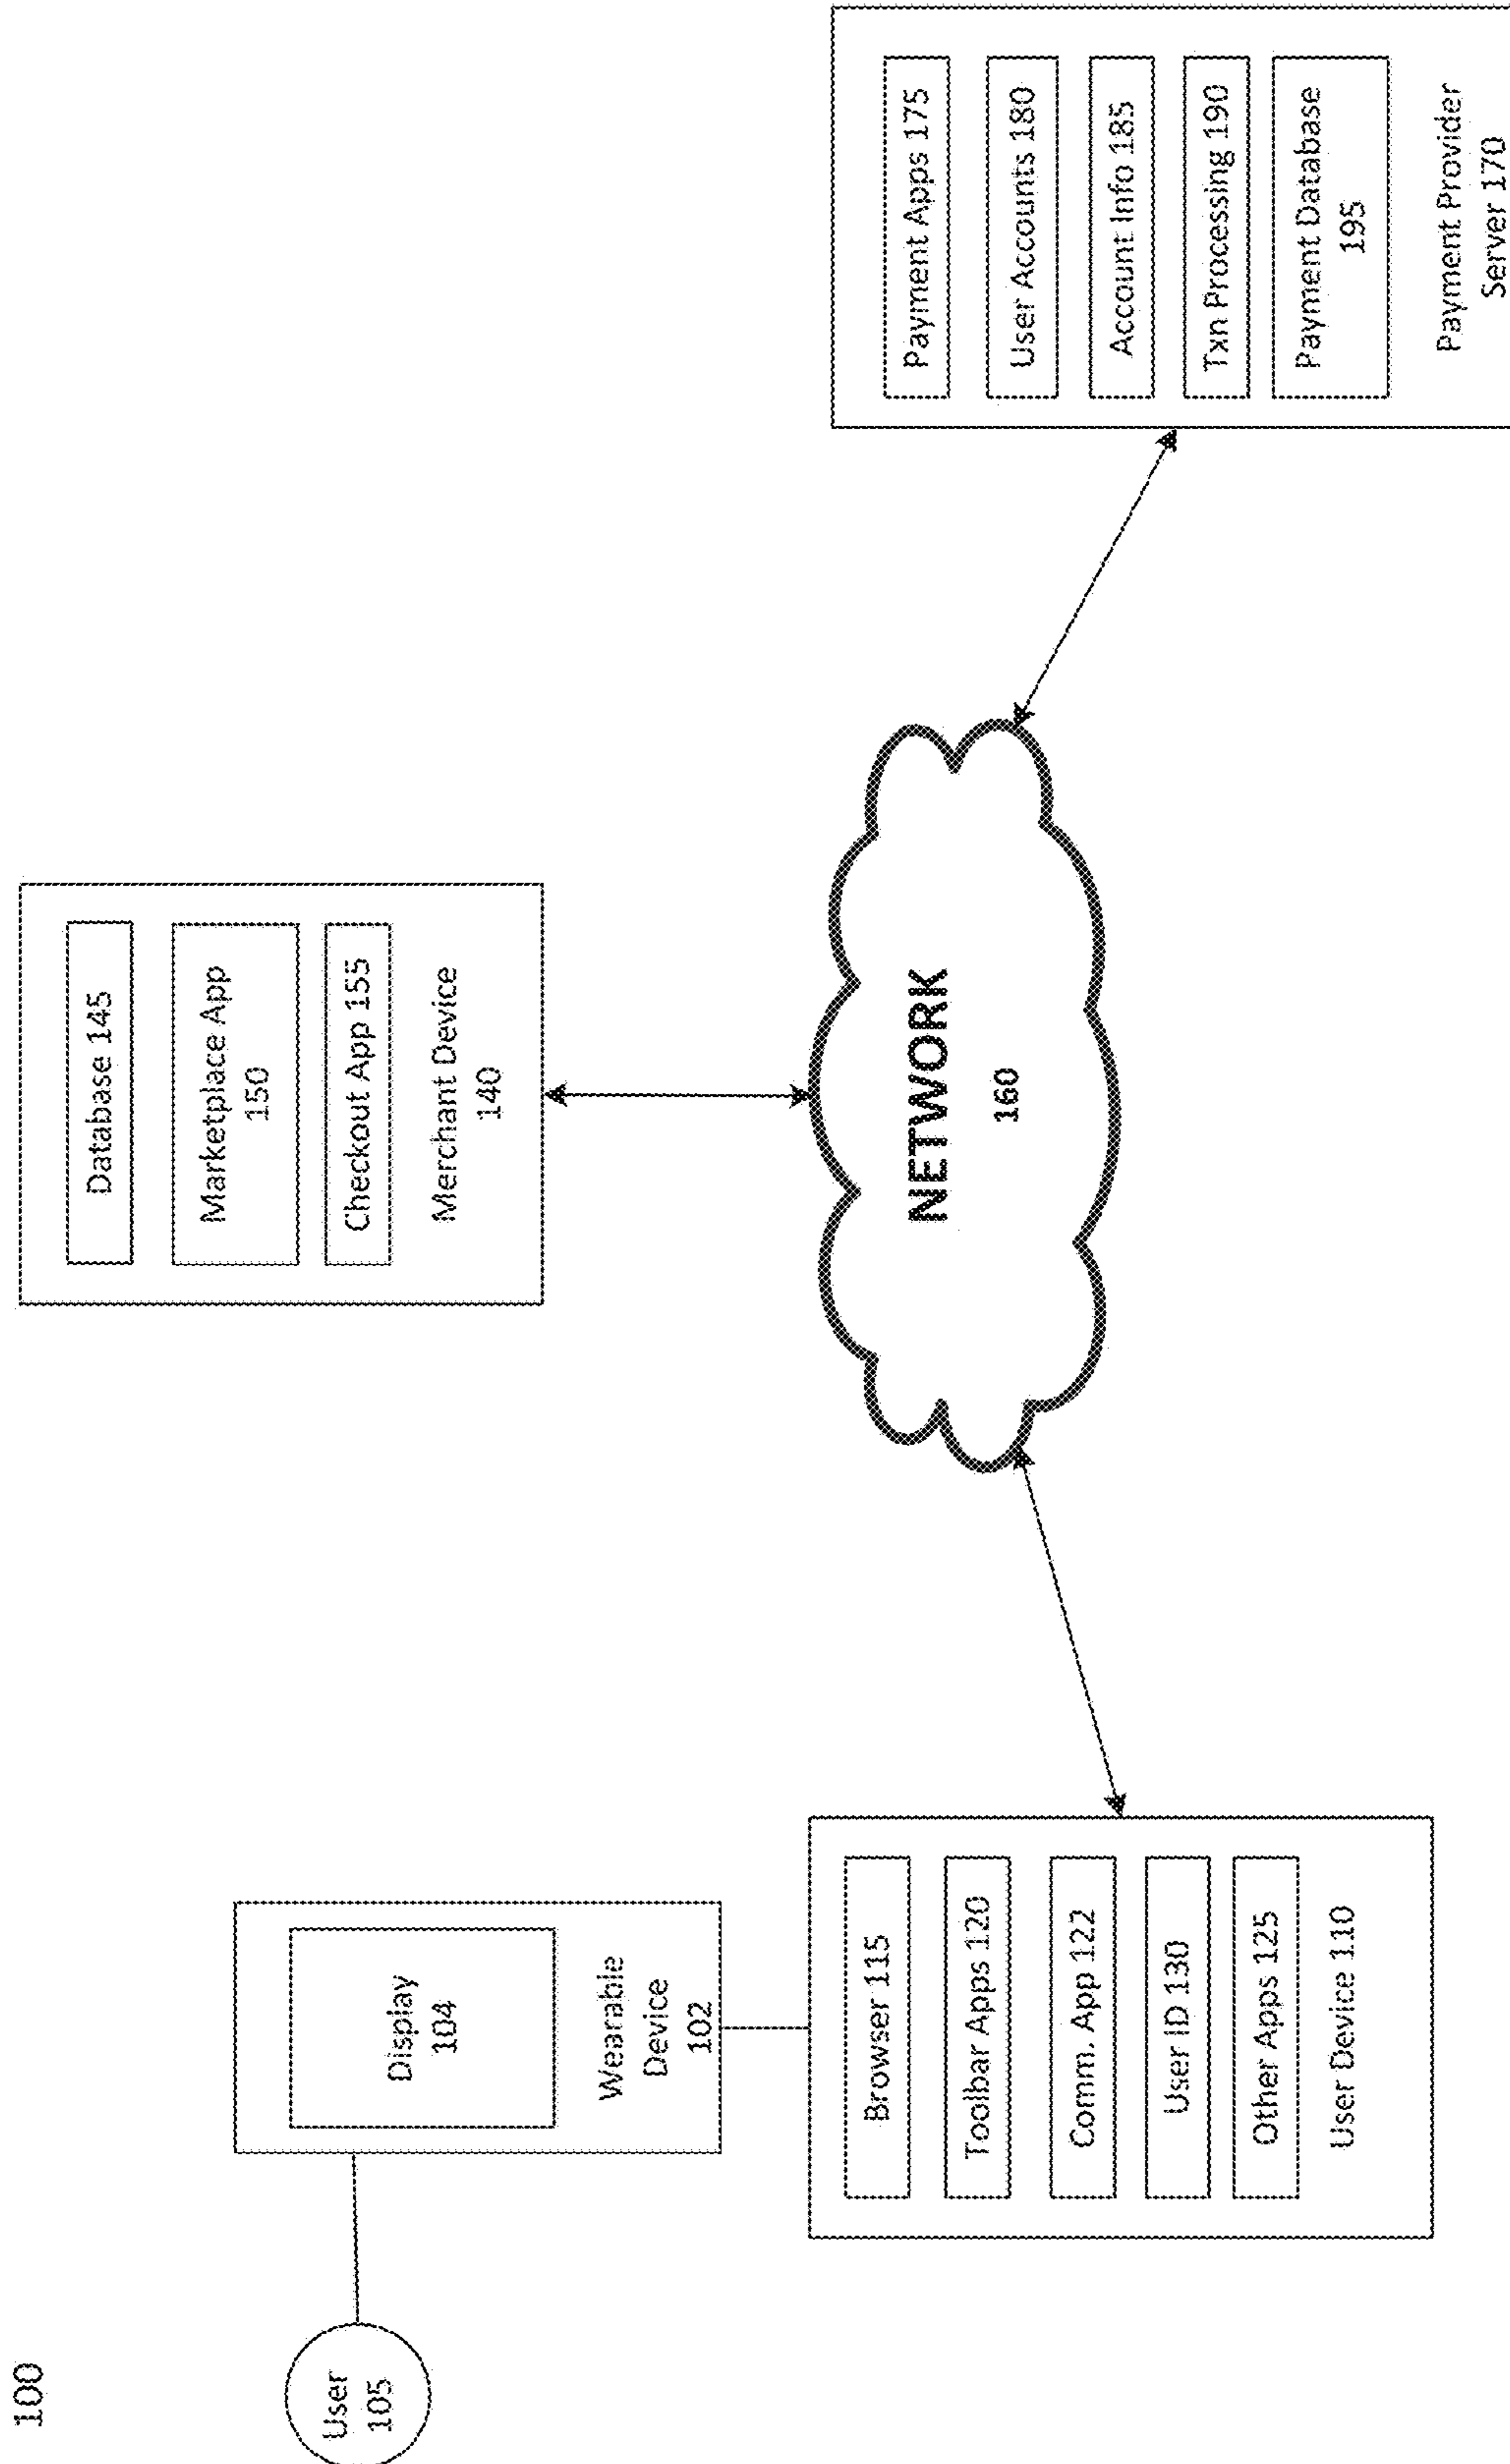 100
User
105
Display
104
Wearable
Device
102
Browser 115
Toolbar Apps 120
Comm. App 122
User ID 130
Other Apps 125
User Device 110
Database 145
Marketplace App
150
Checkout App 155
Merchant Device
140
NETWORK
160
Payment Apps 175
User Accounts 180
Account Info 185
Txn Processing 190
Payment Database
195
Payment Provider
Server 170